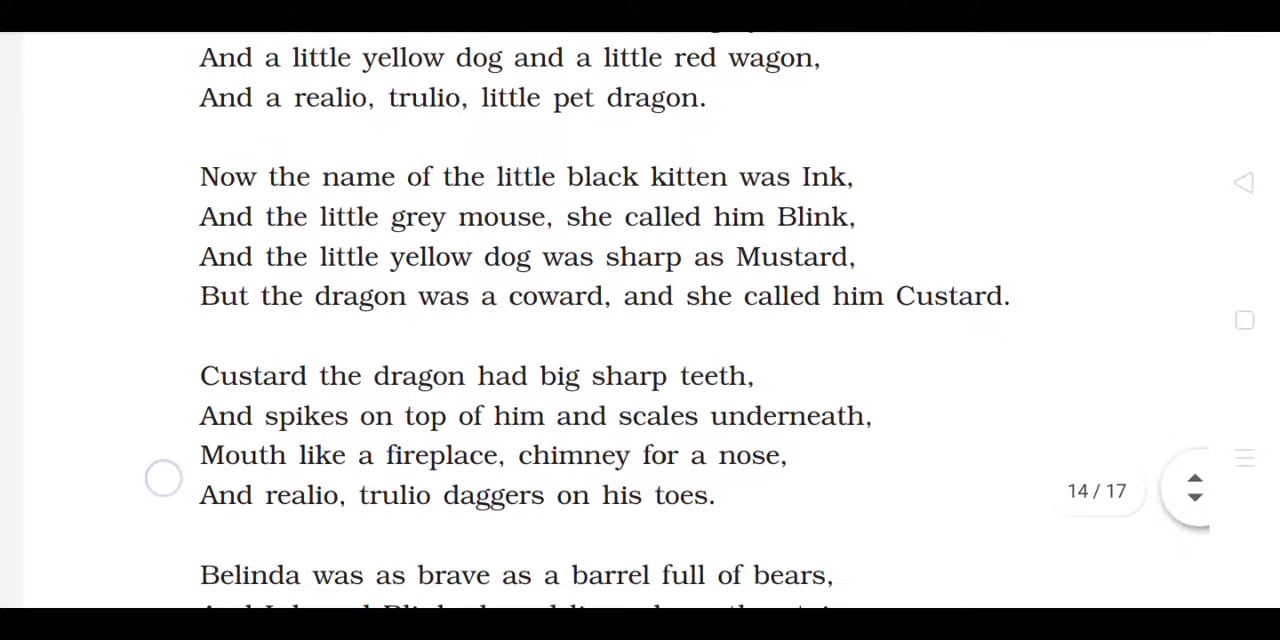 And a little yellow dog and a little red wagon,
And a realio, trulio, little pet dragon.
Now the name of the little black kitten was Ink,
And the little grey mouse, she called him Blink,
And the little yellow dog was sharp as Mustard,
But the dragon was a coward, and she called him Custard.
Custard the dragon had big sharp teeth,
And spikes on top of him and scales underneath,
Mouth like a fireplace, chimney for a nose,
And realio, trulio daggers on his toes.
14 / 17
Belinda was as brave as a barrel full of bears,